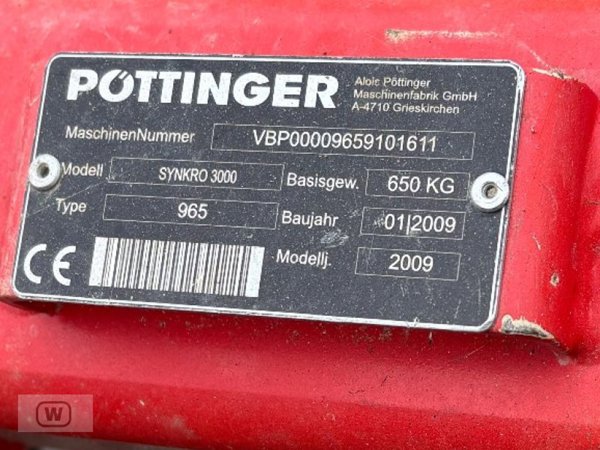 PÖTTINGER
Alois Pöttinger
Maschinenfabrik GmbH
A-4710 Grieskirchen
MaschinenNummer VBP00009659101611
Modell SYNKRO 3000 Basisgew. 650 KG
Type 965 Baujahr 01|2009
Modellj. 2009
CE
W